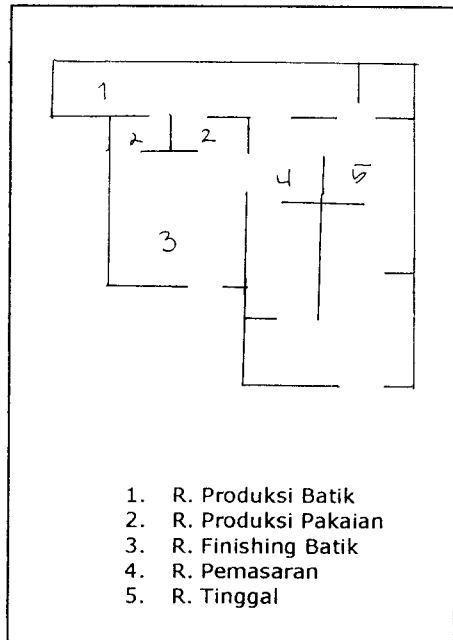 1
2 2
4 5
3
1. R. Produksi Batik
2. R. Produksi Pakaian
3. R. Finishing Batik
4. R. Pemasaran
5. R. Tinggal